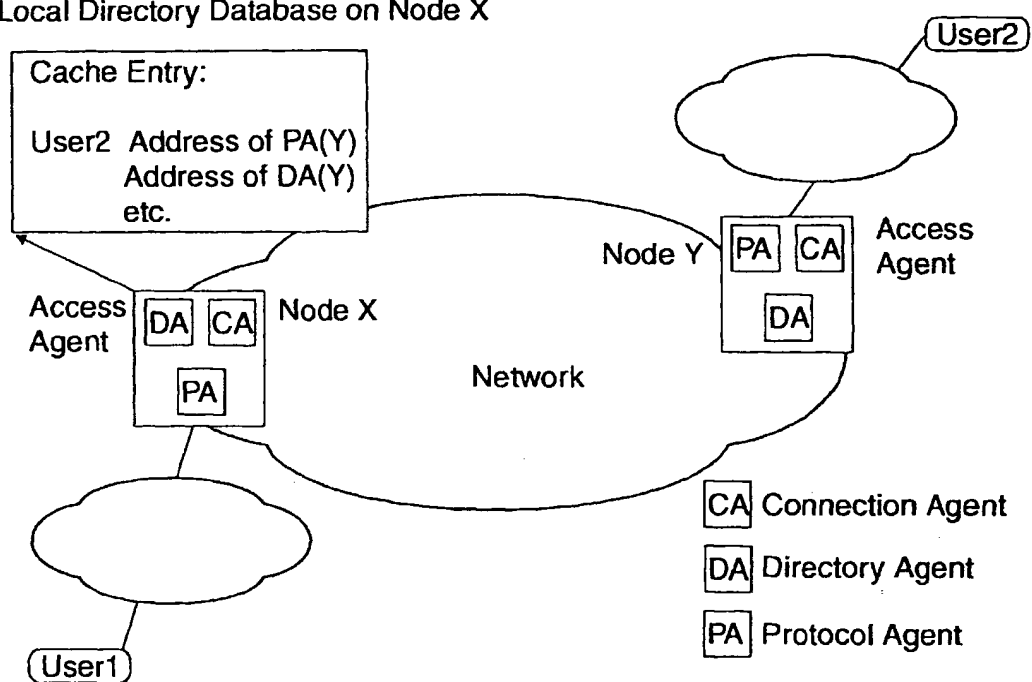 Local Directory Database on Node X
Cache Entry:
User2 Address of PA(Y)
Address of DA(Y)
etc.
User2
Node Y
PA CA
DA
Access
Agent
Access
Agent
DA CA
PA
Node X
Network
User1
CA Connection Agent
DA Directory Agent
PA Protocol Agent